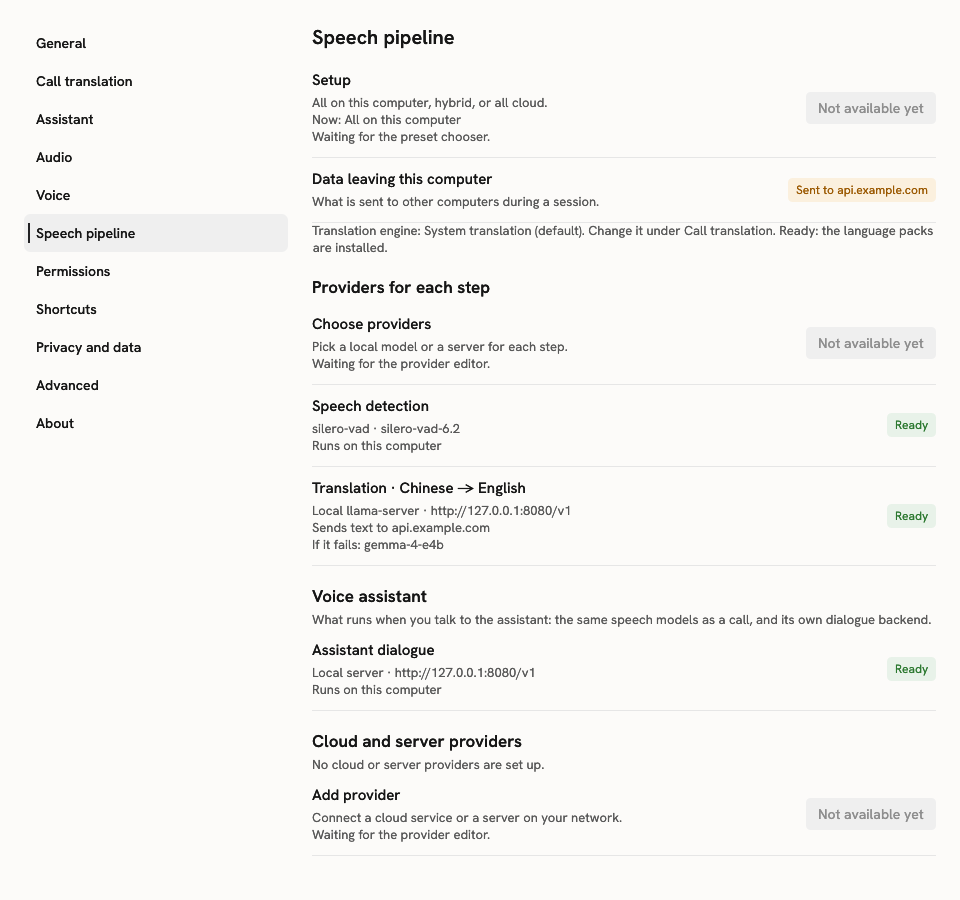 General
Call translation
Assistant
Audio
Voice
Speech pipeline
Permissions
Shortcuts
Privacy and data
Advanced
About
Speech pipeline
Setup
All on this computer, hybrid, or all cloud.
Now: All on this computer
Waiting for the preset chooser.
Not available yet
Data leaving this computer
What is sent to other computers during a session.
Sent to api.example.com
Translation engine: System translation (default). Change it under Call translation. Ready: the language packs
are installed.
Providers for each step
Choose providers
Pick a local model or a server for each step.
Waiting for the provider editor.
Not available yet
Speech detection
silero-vad · silero-vad-6.2
Runs on this computer
Ready
Translation · Chinese → English
Local llama-server · http://127.0.0.1:8080/v1
Sends text to api.example.com
If it fails: gemma-4-e4b
Ready
Voice assistant
What runs when you talk to the assistant: the same speech models as a call, and its own dialogue backend.
Assistant dialogue
Local server · http://127.0.0.1:8080/v1
Runs on this computer
Ready
Cloud and server providers
No cloud or server providers are set up.
Add provider
Connect a cloud service or a server on your network.
Waiting for the provider editor.
Not available yet